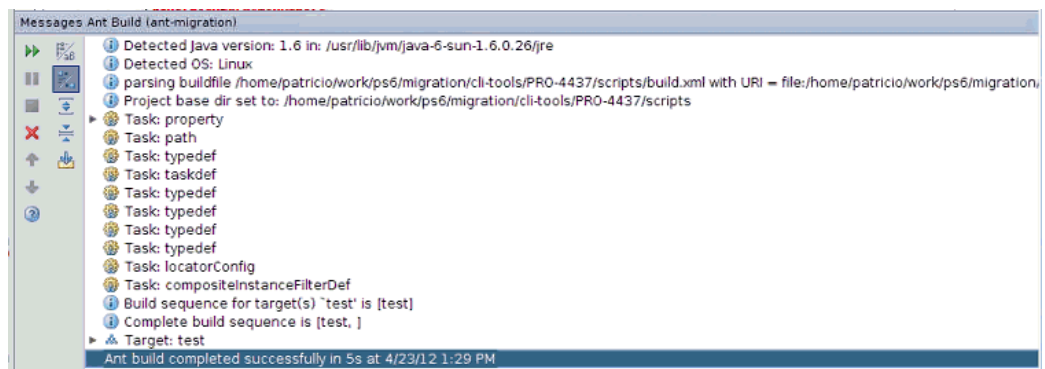 Messages Ant Build (ant-migration)
Detected Java version: 1.6 in: /usr/lib/jvm/java-6-sun-1.6.0.26/jre
Detected OS: Linux
parsing buildfile /home/patricio/work/ps6/migration/cli-tools/PRO-4437/scripts/build.xml with URI = file:/home/patricio/work/ps6/migration/
Project base dir set to: /home/patricio/work/ps6/migration/cli-tools/PRO-4437/scripts
Task: property
Task: path
Task: typedef
Task: taskdef
Task: typedef
Task: typedef
Task: typedef
Task: typedef
Task: locatorConfig
Task: compositeInstanceFilterDef
Build sequence for target(s) `test' is [test]
Complete build sequence is [test, ]
Target: test
Ant build completed successfully in 5s at 4/23/12 1:29 PM